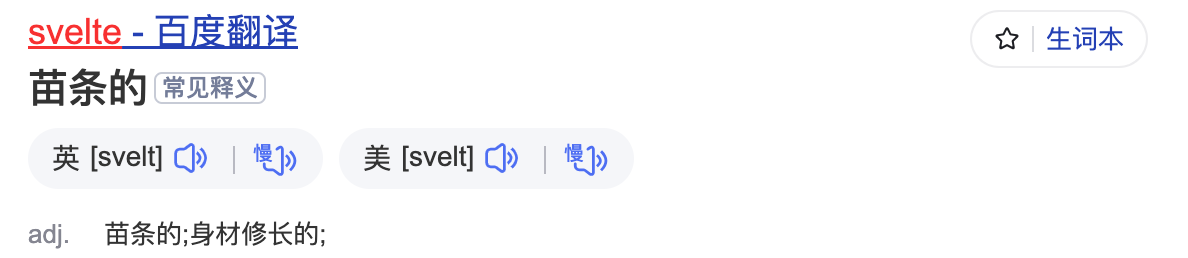 svelte - 百度翻译
生词本
苗条的 常见释义
英 [svelt] 慢 美 [svelt] 慢
adj. 苗条的;身材修长的;